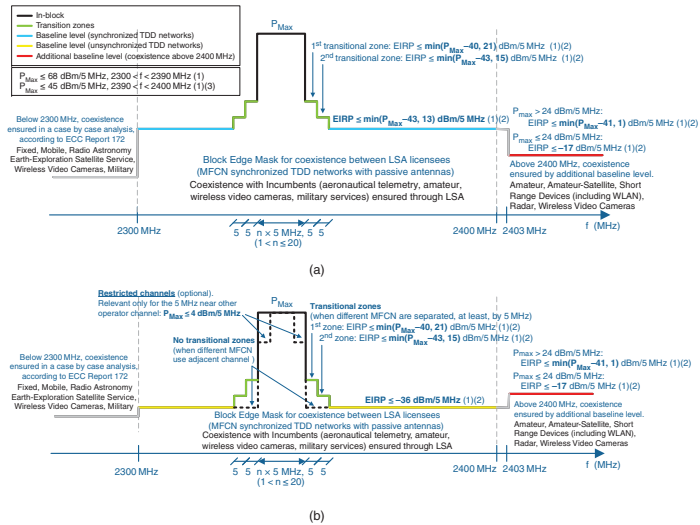 In-block
Transition zones
Baseline level (synchronized TDD networks)
Baseline level (unsynchronized TDD networks)
Additional baseline level (coexistence above 2400 MHz)
P_Max ≤ 68 dBm/5 MHz, 2300 < f < 2390 MHz (1)
P_Max ≤ 45 dBm/5 MHz, 2390 < f < 2400 MHz (1)(3)
P_Max
1st transitional zone: EIRP ≤ min(P_Max–40, 21) dBm/5 MHz (1)(2)
2nd transitional zone: EIRP ≤ min(P_Max–43, 15) dBm/5 MHz (1)(2)
Below 2300 MHz, coexistence
ensured in a case by case analysis,
according to ECC Report 172
Fixed, Mobile, Radio Astronomy
Earth-Exploration Satellite Service,
Wireless Video Cameras, Military
EIRP ≤ min(P_Max–43, 13) dBm/5 MHz (1)(2)
P_max > 24 dBm/5 MHz:
EIRP ≤ min(P_Max–41, 1) dBm/5 MHz (1)(2)
P_max ≤ 24 dBm/5 MHz:
EIRP ≤ –17 dBm/5 MHz (1)(2)
Block Edge Mask for coexistence between LSA licensees
(MFCN synchronized TDD networks with passive antennas)
Coexistence with Incumbents (aeronautical telemetry, amateur,
wireless video cameras, military services) ensured through LSA
Above 2400 MHz, coexistence
ensured by additional baseline level.
Amateur, Amateur-Satellite, Short
Range Devices (including WLAN),
Radar, Wireless Video Cameras
2300 MHz
5 5 n × 5 MHz, 5 5
(1 < n ≤ 20)
2400 MHz
2403 MHz
f (MHz)
(a)
Restricted channels (optional).
Relevant only for the 5 MHz near other
operator channel: P_Max ≤ 4 dBm/5 MHz
P_Max
Transitional zones
(when different MFCN are separated, at least, by 5 MHz)
1st zone: EIRP ≤ min(P_Max–40, 21) dBm/5 MHz (1)(2)
2nd zone: EIRP ≤ min(P_Max–43, 15) dBm/5 MHz (1)(2)
No transitional zones
(when different MFCN
use adjacent channel )
Below 2300 MHz, coexistence
ensured in a case by case analysis,
according to ECC Report 172
Fixed, Mobile, Radio Astronomy
Earth-Exploration Satellite Service,
Wireless Video Cameras, Military
Pmax > 24 dBm/5 MHz:
EIRP ≤ min(P_Max–41, 1) dBm/5 MHz (1)(2)
P_max ≤ 24 dBm/5 MHz:
EIRP ≤ –17 dBm/5 MHz (1)(2)
EIRP ≤ –36 dBm/5 MHz (1)(2)
Block Edge Mask for coexistence between LSA licensees
(MFCN synchronized TDD networks with passive antennas)
Coexistence with Incumbents (aeronautical telemetry, amateur,
wireless video cameras, military services) ensured through LSA
Above 2400 MHz, coexistence
ensured by additional baseline level.
Amateur, Amateur-Satellite, Short
Range Devices (including WLAN),
Radar, Wireless Video Cameras
2300 MHz
5 5 n × 5 MHz, 5 5
(1 < n ≤ 20)
2400 MHz
2403 MHz
f (MHz)
(b)